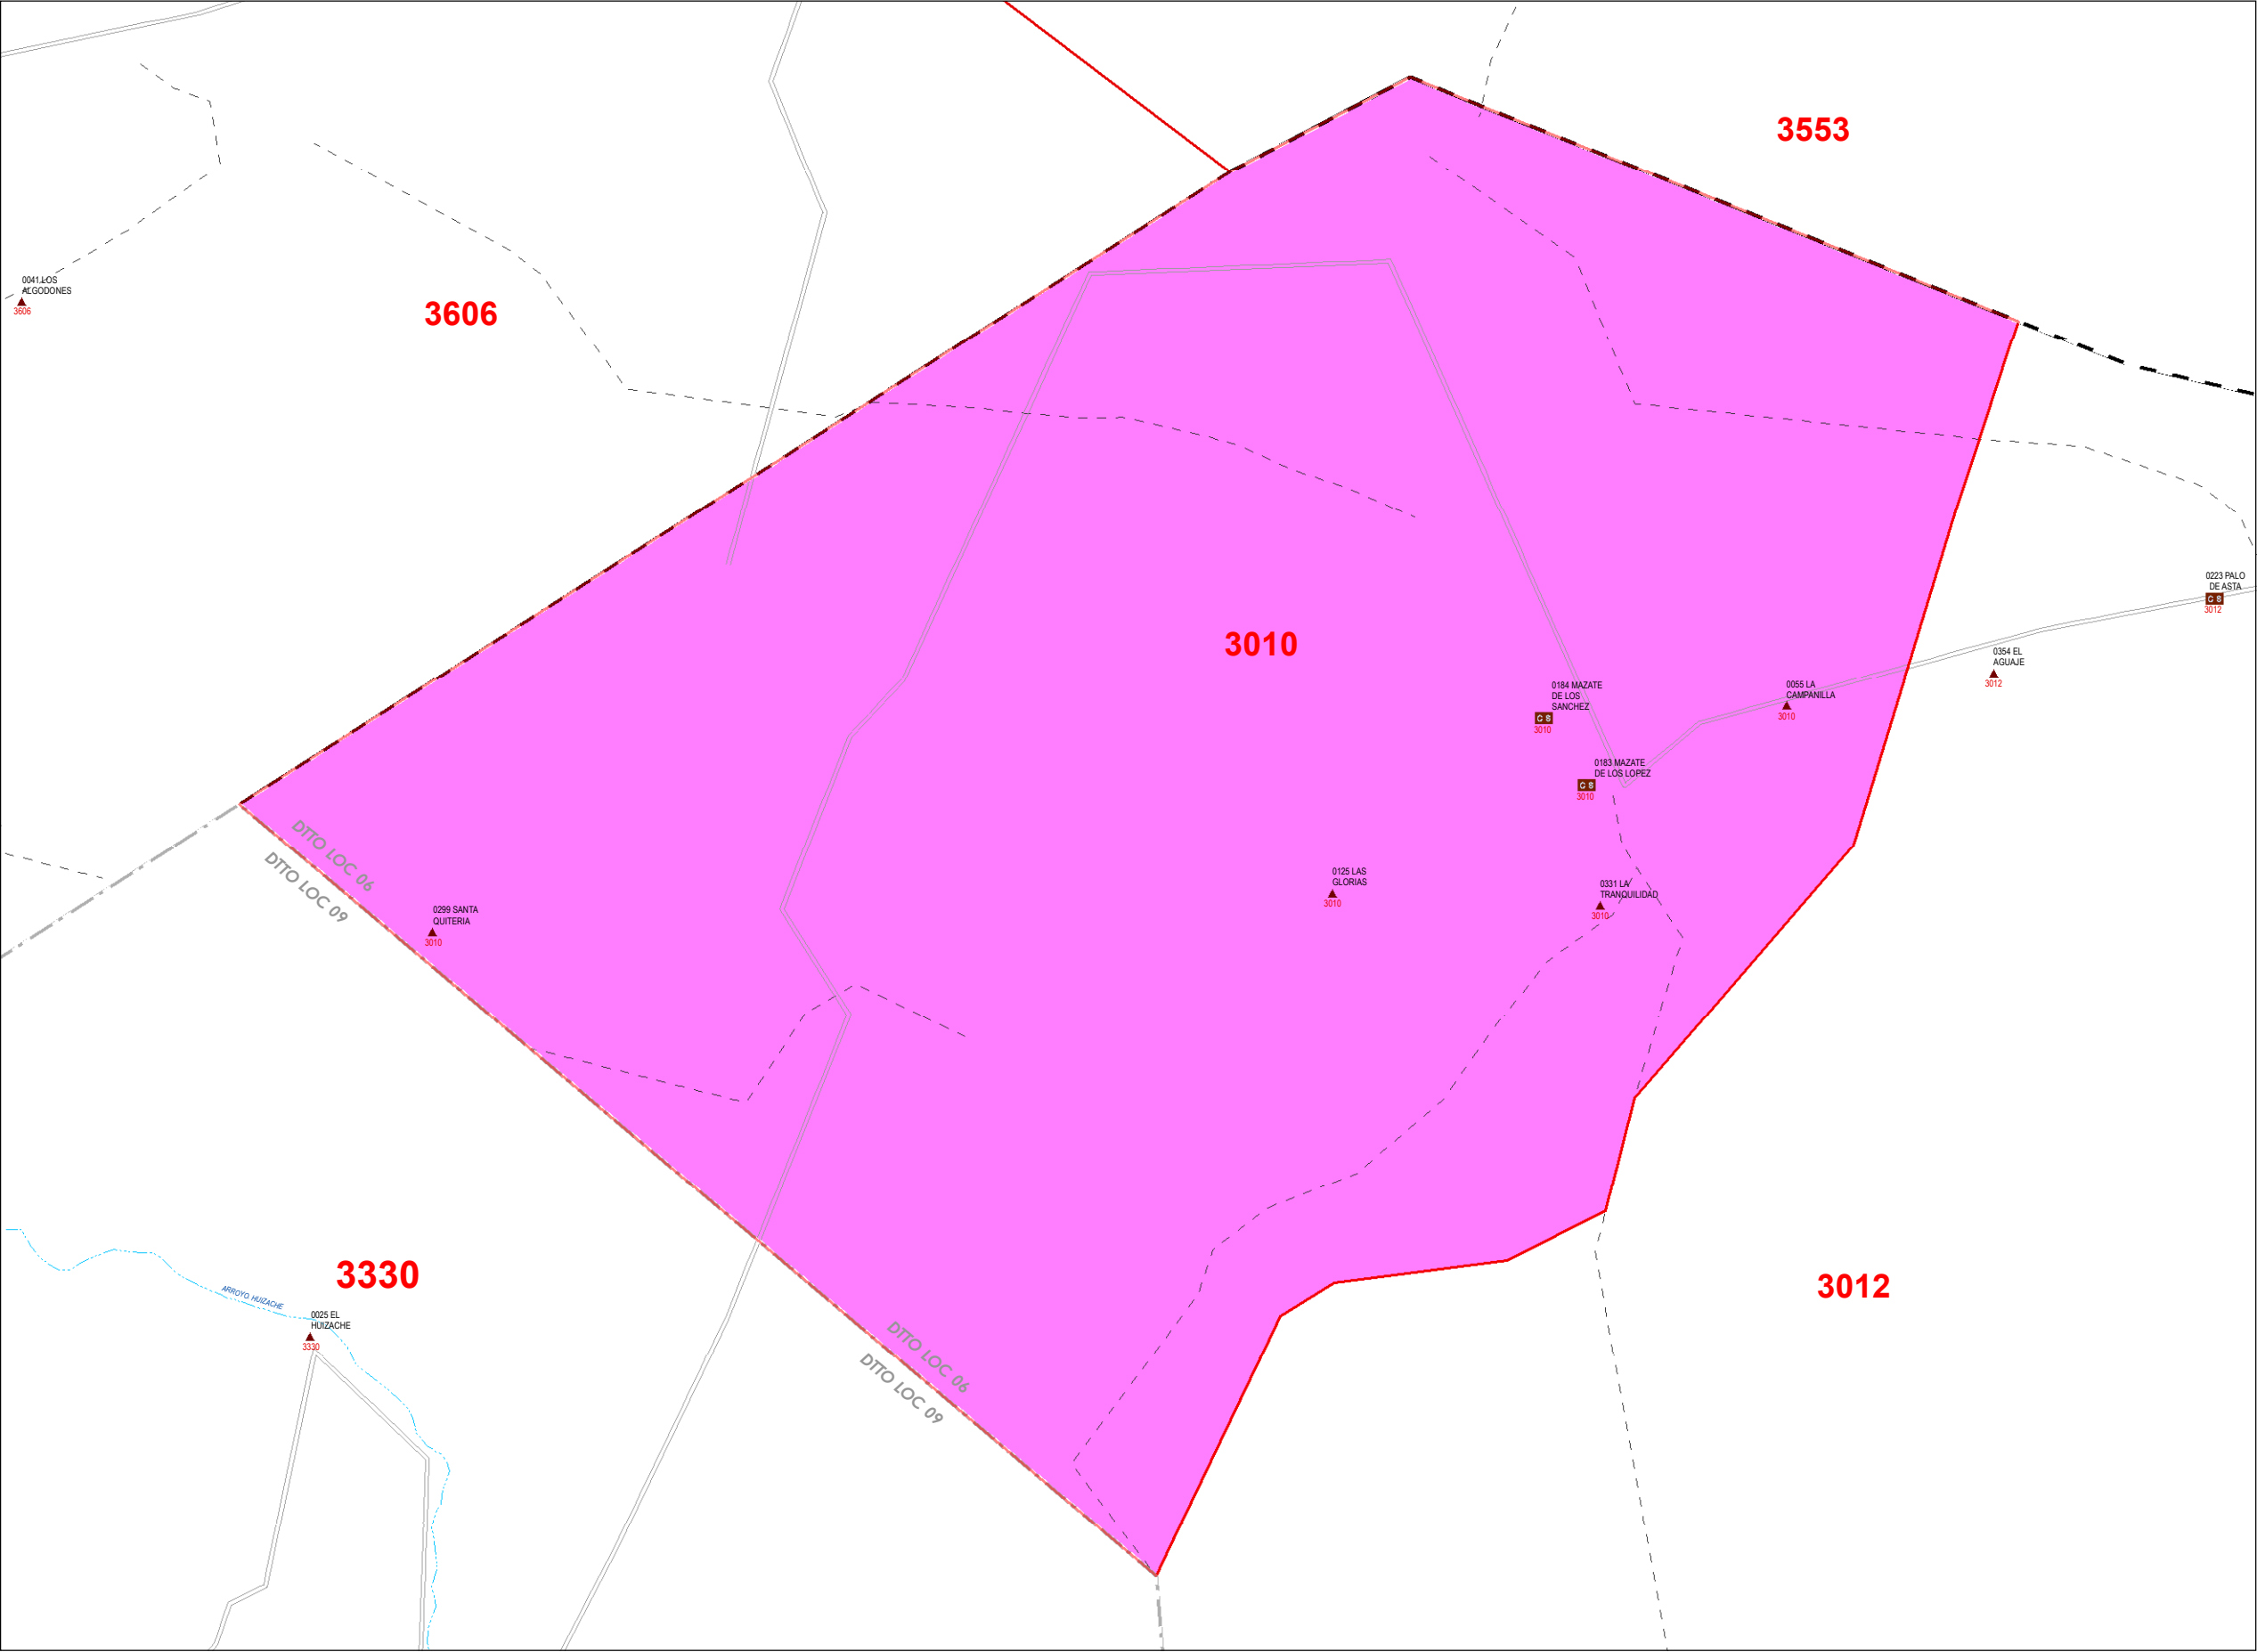 3553
0041 LOS
ALGODONES
3606
3606
0223 PALO
DE ASTA
C S
3012
3010
0354 EL
AGUAJE
3012
0184 MAZATE
DE LOS
SANCHEZ
C S
3010
0055 LA
CAMPANILLA
3010
0183 MAZATE
DE LOS LOPEZ
C S
3010
DTTO LOC 06
DTTO LOC 09
0125 LAS
GLORIAS
3010
0331 LA
TRANQUILIDAD
3010
0299 SANTA
QUITERIA
3010
3330
3012
ARROYO HUIZACHE
0025 EL
HUIZACHE
3330
DTTO LOC 06
DTTO LOC 09